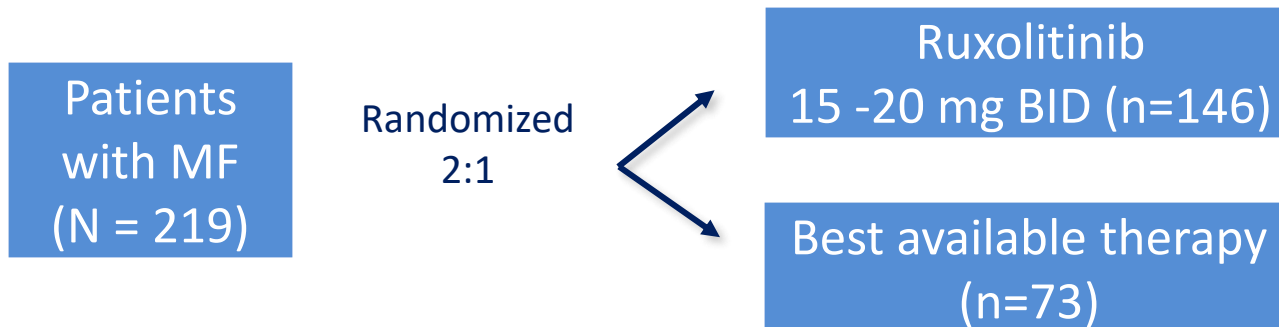 Patients
with MF
(N = 219)
Randomized
2:1
Ruxolitinib
15 -20 mg BID (n=146)
Best available therapy
(n=73)